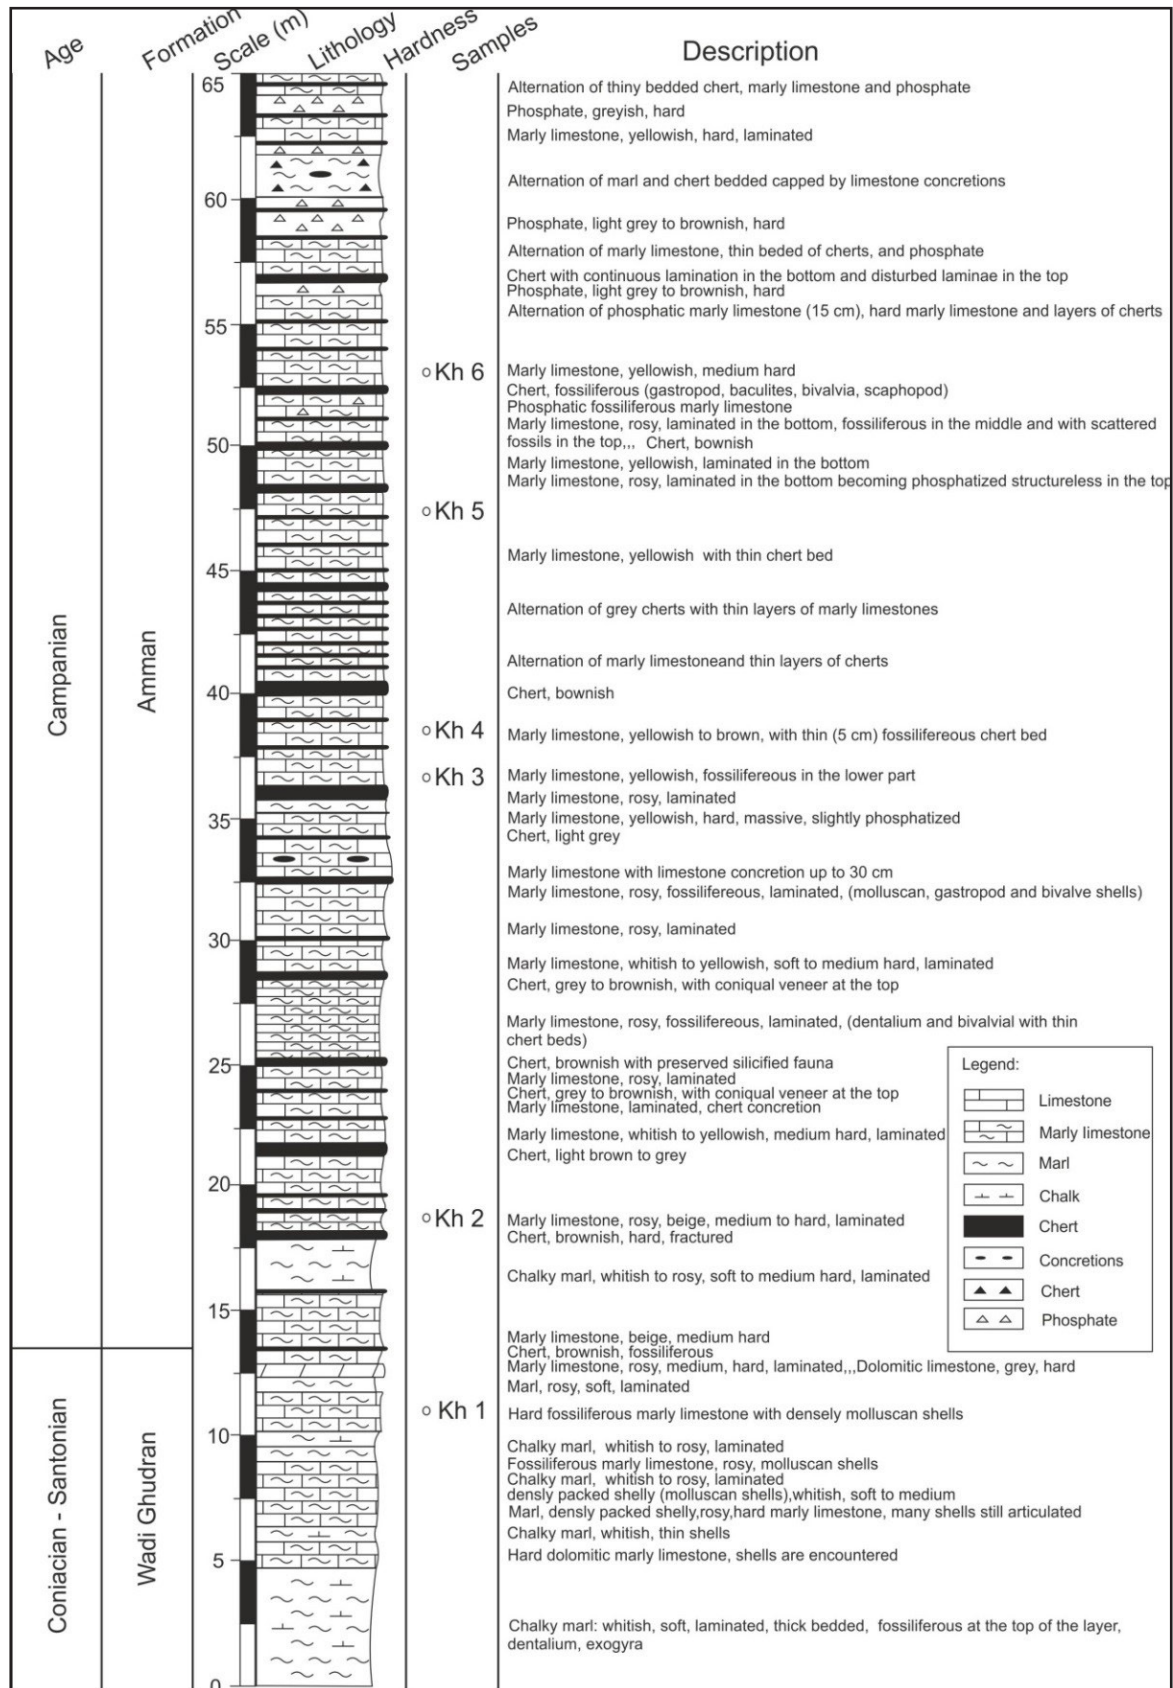 Age
Formation
Scale (m)
Lithology
Hardness
Samples
Description
65
60
55
50
45
40
35
30
25
20
15
10
5
0
Campanian
Coniacian - Santonian
Amman
Wadi Ghudran
Kh 6
Kh 5
Kh 4
Kh 3
Kh 2
Kh 1
Alternation of thiny bedded chert, marly limestone and phosphate
Phosphate, greyish, hard
Marly limestone, yellowish, hard, laminated
Alternation of marl and chert bedded capped by limestone concretions
Phosphate, light grey to brownish, hard
Alternation of marly limestone, thin beded of cherts, and phosphate
Chert with continuous lamination in the bottom and disturbed laminae in the top
Phosphate, light grey to brownish, hard
Alternation of phosphatic marly limestone (15 cm), hard marly limestone and layers of cherts
Marly limestone, yellowish, medium hard
Chert, fossiliferous (gastropod, baculites, bivalvia, scaphopod)
Phosphatic fossiliferous marly limestone
Marly limestone, rosy, laminated in the bottom, fossiliferous in the middle and with scattered
fossils in the top,,, Chert, bownish
Marly limestone, yellowish, laminated in the bottom
Marly limestone, rosy, laminated in the bottom becoming phosphatized structureless in the top
Marly limestone, yellowish with thin chert bed
Alternation of grey cherts with thin layers of marly limestones
Alternation of marly limestoneand thin layers of cherts
Chert, bownish
Marly limestone, yellowish to brown, with thin (5 cm) fossilifereous chert bed
Marly limestone, yellowish, fossilifereous in the lower part
Marly limestone, rosy, laminated
Marly limestone, yellowish, hard, massive, slightly phosphatized
Chert, light grey
Marly limestone with limestone concretion up to 30 cm
Marly limestone, rosy, fossilifereous, laminated, (molluscan, gastropod and bivalve shells)
Marly limestone, rosy, laminated
Marly limestone, whitish to yellowish, soft to medium hard, laminated
Chert, grey to brownish, with coniqual veneer at the top
Marly limestone, rosy, fossilifereous, laminated, (dentalium and bivalvial with thin
chert beds)
Chert, brownish with preserved silicified fauna
Marly limestone, rosy, laminated
Chert, grey to brownish, with coniqual veneer at the top
Marly limestone, laminated, chert concretion
Marly limestone, whitish to yellowish, medium hard, laminated
Chert, light brown to grey
Marly limestone, rosy, beige, medium to hard, laminated
Chert, brownish, hard, fractured
Chalky marl, whitish to rosy, soft to medium hard, laminated
Marly limestone, beige, medium hard
Chert, brownish, fossiliferous
Marly limestone, rosy, medium, hard, laminated,,,Dolomitic limestone, grey, hard
Marl, rosy, soft, laminated
Hard fossiliferous marly limestone with densely molluscan shells
Chalky marl, whitish to rosy, laminated
Fossiliferous marly limestone, rosy, molluscan shells
Chalky marl, whitish to rosy, laminated
densly packed shelly (molluscan shells),whitish, soft to medium
Marl, densly packed shelly,rosy,hard marly limestone, many shells still articulated
Chalky marl, whitish, thin shells
Hard dolomitic marly limestone, shells are encountered
Chalky marl: whitish, soft, laminated, thick bedded, fossiliferous at the top of the layer,
dentalium, exogyra
Legend:
Limestone
Marly limestone
Marl
Chalk
Chert
Concretions
Chert
Phosphate